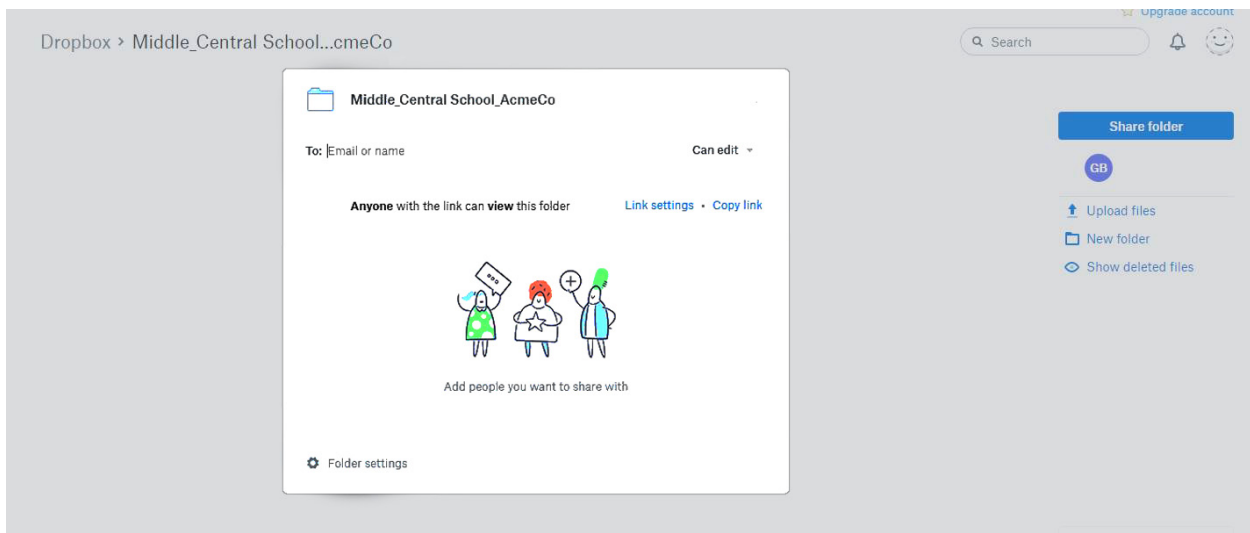 Upgrade account
Dropbox > Middle_Central School...cmeCo
Search
Middle_Central School_AcmeCo
Share folder
To: Email or name
Can edit
GB
Anyone with the link can view this folder
Link settings • Copy link
Upload files
New folder
Show deleted files
Add people you want to share with
Folder settings